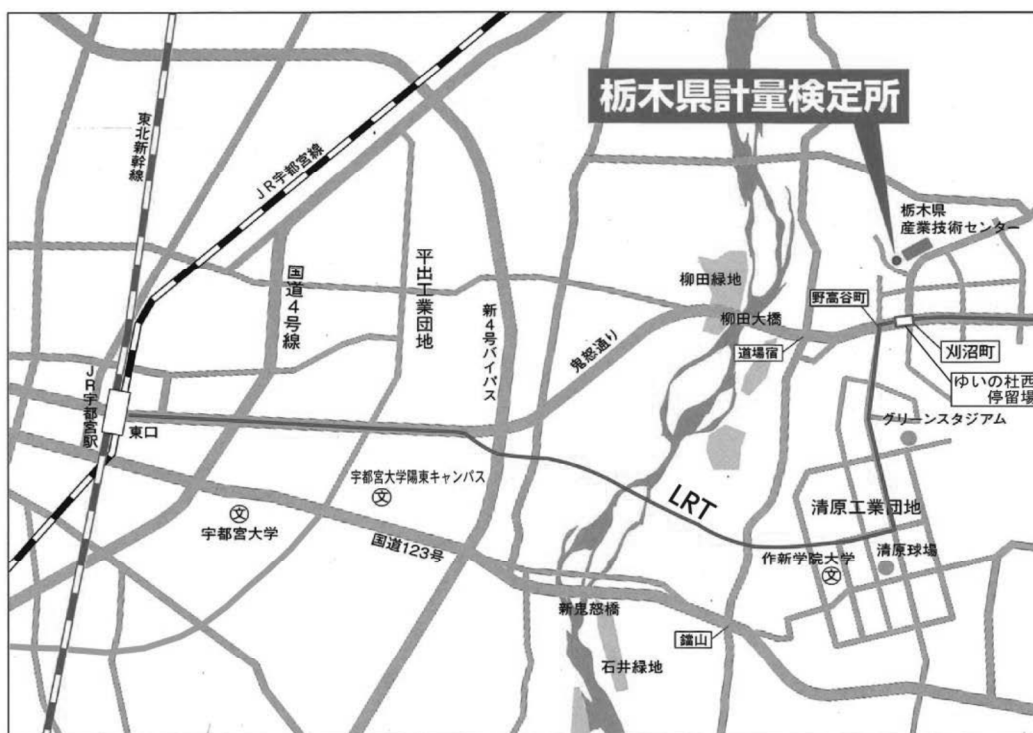 栃木県計量検定所
東北新幹線
JR宇都宮線
栃木県
産業技術センター
国道4号線
平出工業団地
新4号バイパス
柳田緑地
柳田大橋
鬼怒通り
野高谷町
道場宿
刈沼町
ゆいの杜西
停留場
グリーンスタジアム
JR宇都宮駅
東口
宇都宮大学陽東キャンパス
文
文
宇都宮大学
国道123号
LRT
清原工業団地
作新学院大学
文
清原球場
新鬼怒橋
鐺山
石井緑地